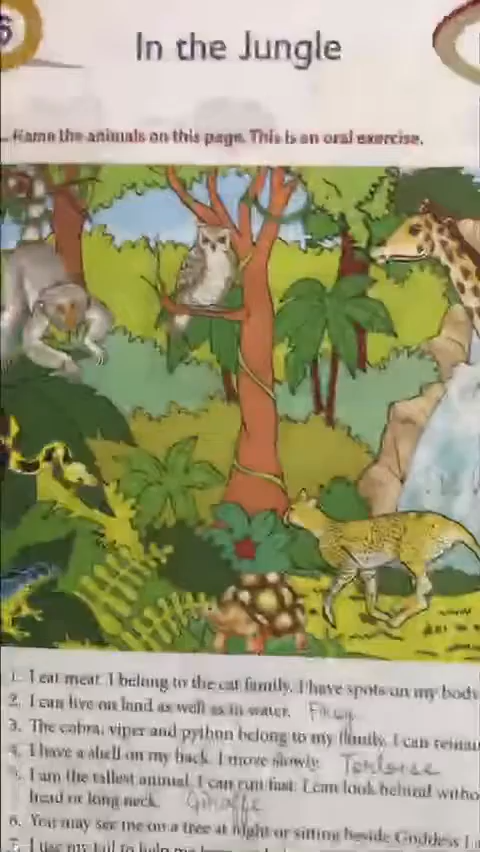 6
In the Jungle
Name the animals on this page. This is an oral exercise.
1. I eat meat. I belong to the cat family. I have spots on my body
2. I can live on land as well as in water. Frog
3. The cobra, viper and python belong to my family. I can
4. I have a shell on my back. I move slowly. Tortoise
5. I am the tallest animal. I can run fast. I can look behind witho
head or long neck. Giraffe
6. You may see me on a tree at night or sitting beside Goddess L
7. I use my tail to help me